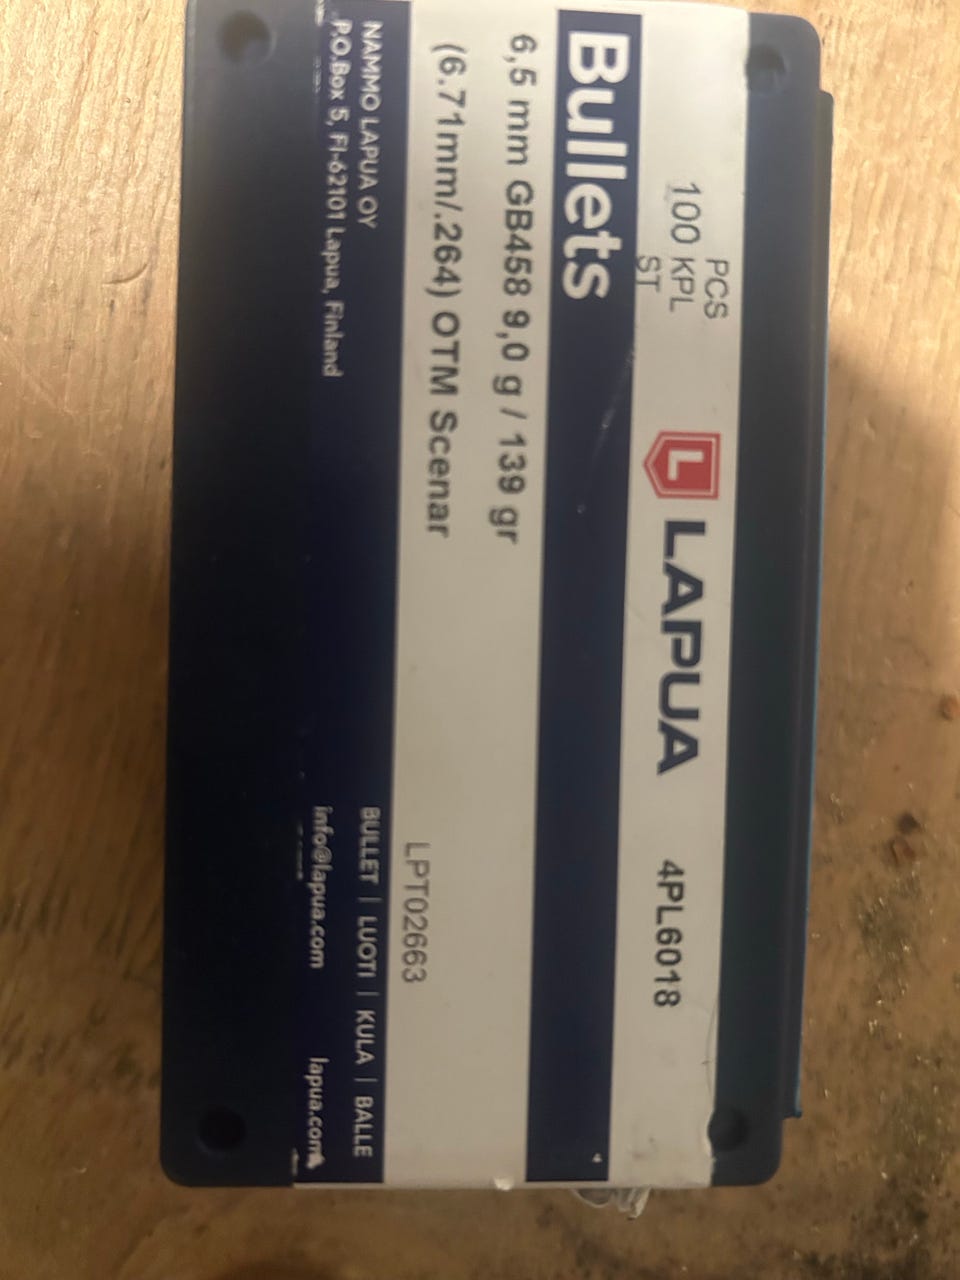 PCS
100 KPL
ST
L LAPUA
4PL6018
Bullets
6,5 mm GB458 9,0 g / 139 gr
(6.71mm/.264) OTM Scenar
LPT02663
NAMMO LAPUA OY
P.O.Box 5, FI-62101 Lapua, Finland
BULLET | LUOTI | KULA | BALLE
info@lapua.com
lapua.com